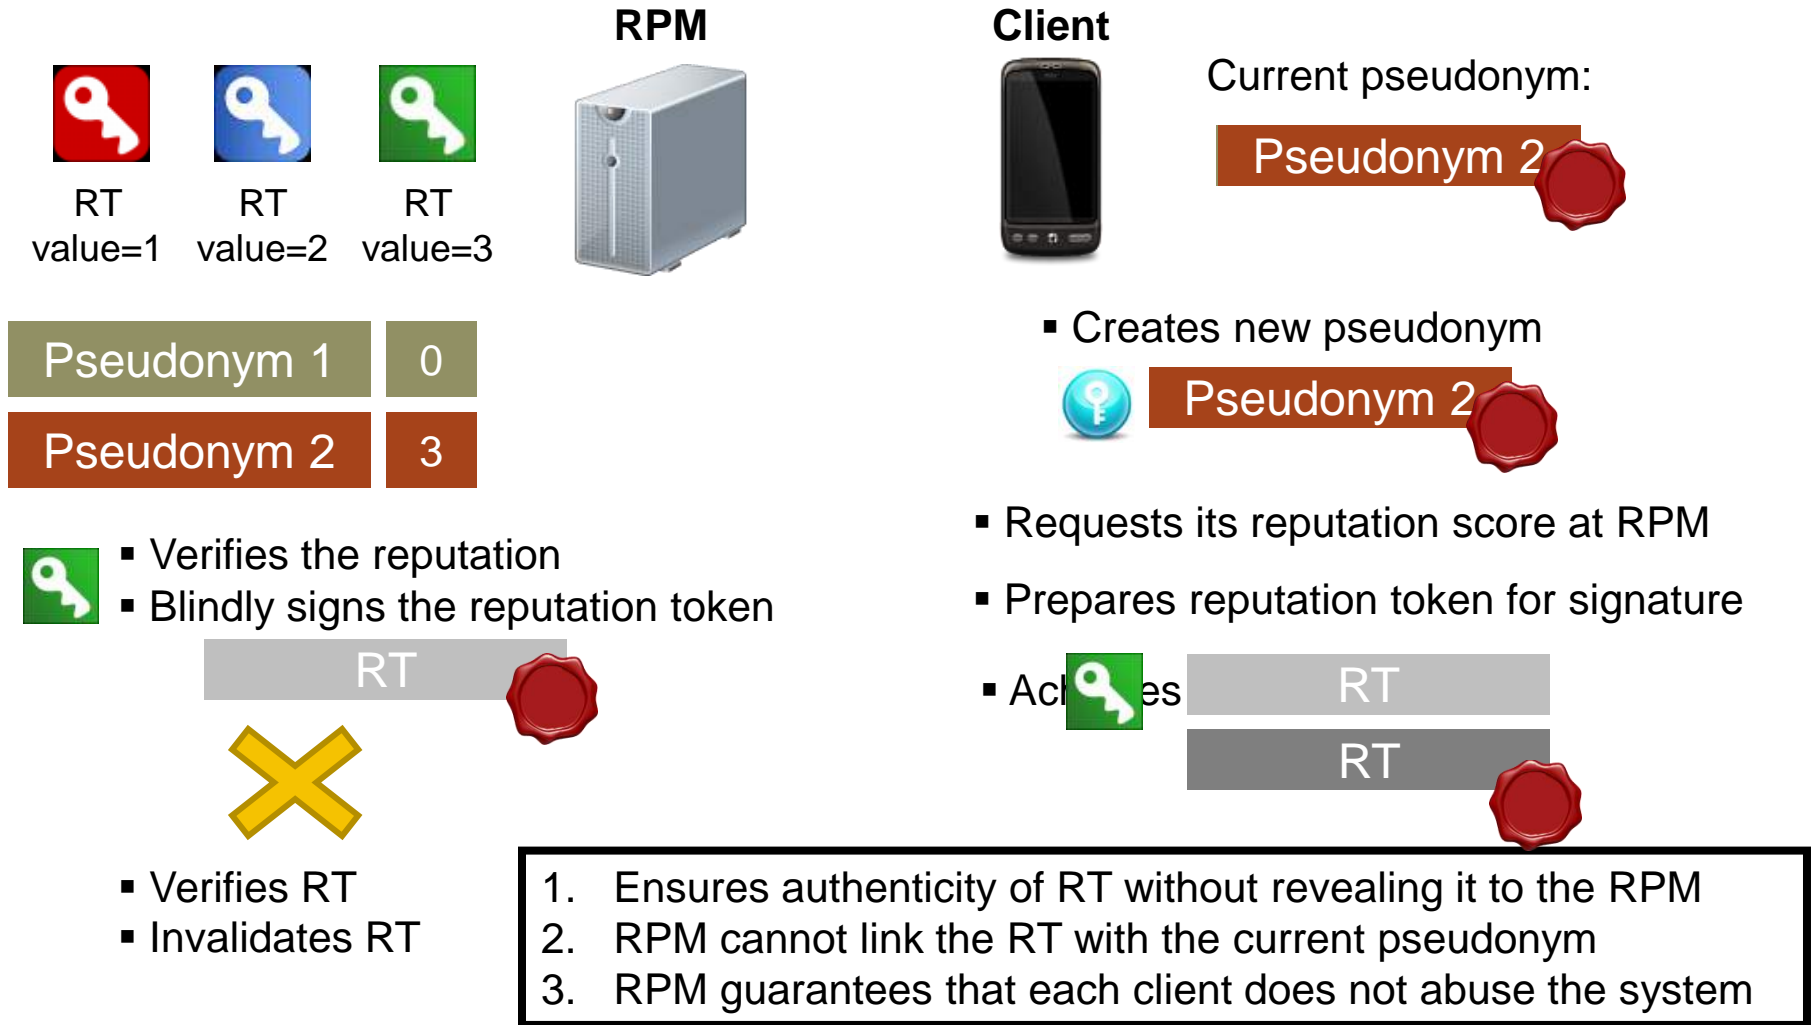 RPM
Client
RT
value=1
RT
value=2
RT
value=3
Current pseudonym:
Pseudonym 2
Pseudonym 1 0
Pseudonym 2 3
▪ Creates new pseudonym
Pseudonym 2
▪ Verifies the reputation
▪ Blindly signs the reputation token
RT
▪ Requests its reputation score at RPM
▪ Prepares reputation token for signature
▪ RT
RT
▪ Verifies RT
▪ Invalidates RT
1. Ensures authenticity of RT without revealing it to the RPM
2. RPM cannot link the RT with the current pseudonym
3. RPM guarantees that each client does not abuse the system